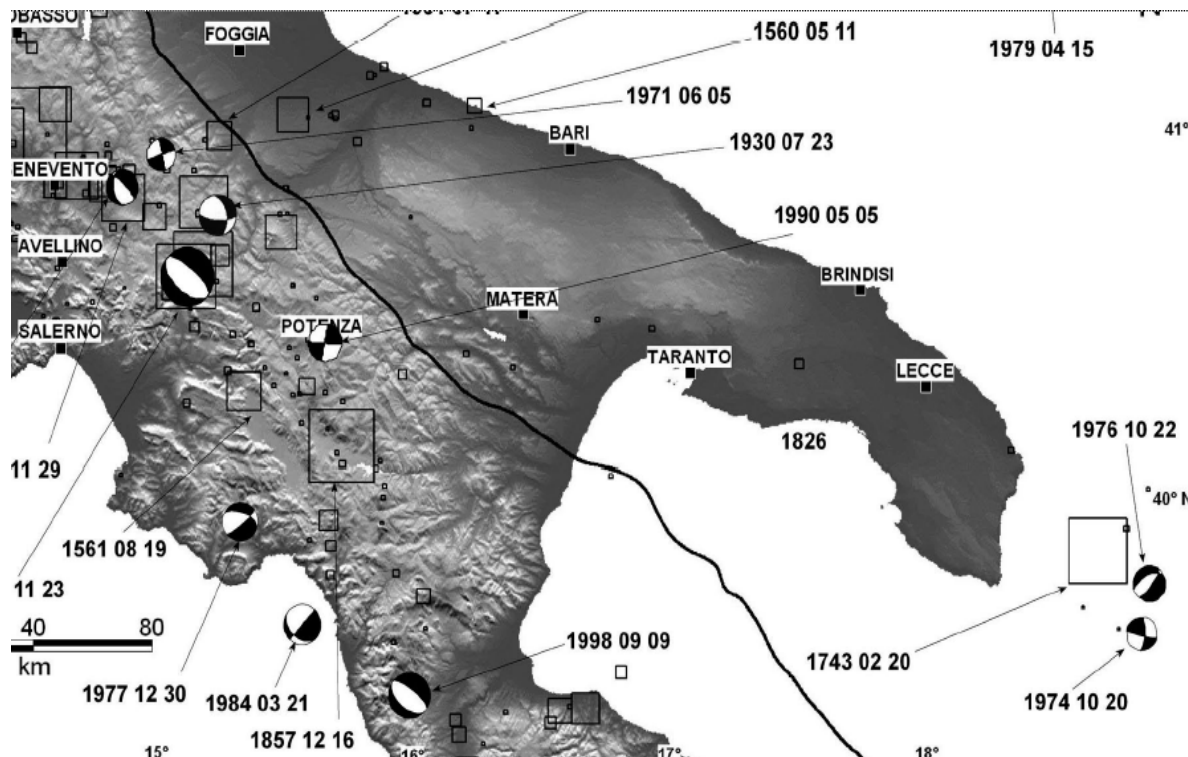 OBASSO
FOGGIA
1560 05 11
1979 04 15
1971 06 05
BARI
41°
1930 07 23
ENEVENTO
1990 05 05
AVELLINO
BRINDISI
MATERA
SALERNO
POTENZA
TARANTO
LECCE
1826
1976 10 22
11 29
40° N
1561 08 19
11 23
40 80
km
1998 09 09
1743 02 20
1977 12 30
1984 03 21
1974 10 20
1857 12 16
15° 16° 17° 18°